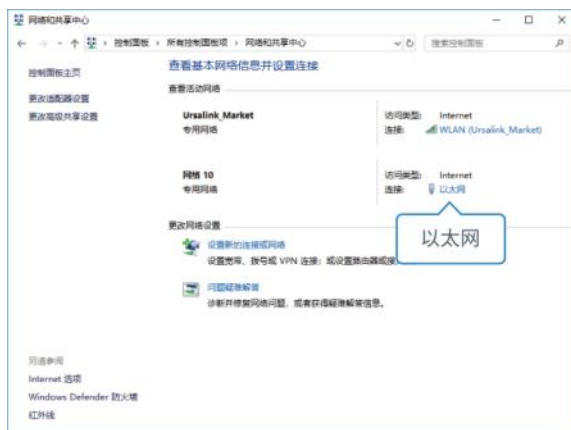 网络和共享中心
控制面板 › 所有控制面板项 › 网络和共享中心
搜索控制面板
控制面板主页
更改适配器设置
更改高级共享设置
查看基本网络信息并设置连接
查看活动网络
Ursalink_Market
专用网络
访问类型: Internet
连接: WLAN (Ursalink_Market)
网络 10
专用网络
访问类型: Internet
连接: 以太网
以太网
更改网络设置
设置新的连接或网络
设置宽带、拨号或 VPN 连接；或设置路由器或接
问题疑难解答
诊断并修复网络问题，或者获得疑难解答信息。
另请参阅
Internet 选项
Windows Defender 防火墙
红外线